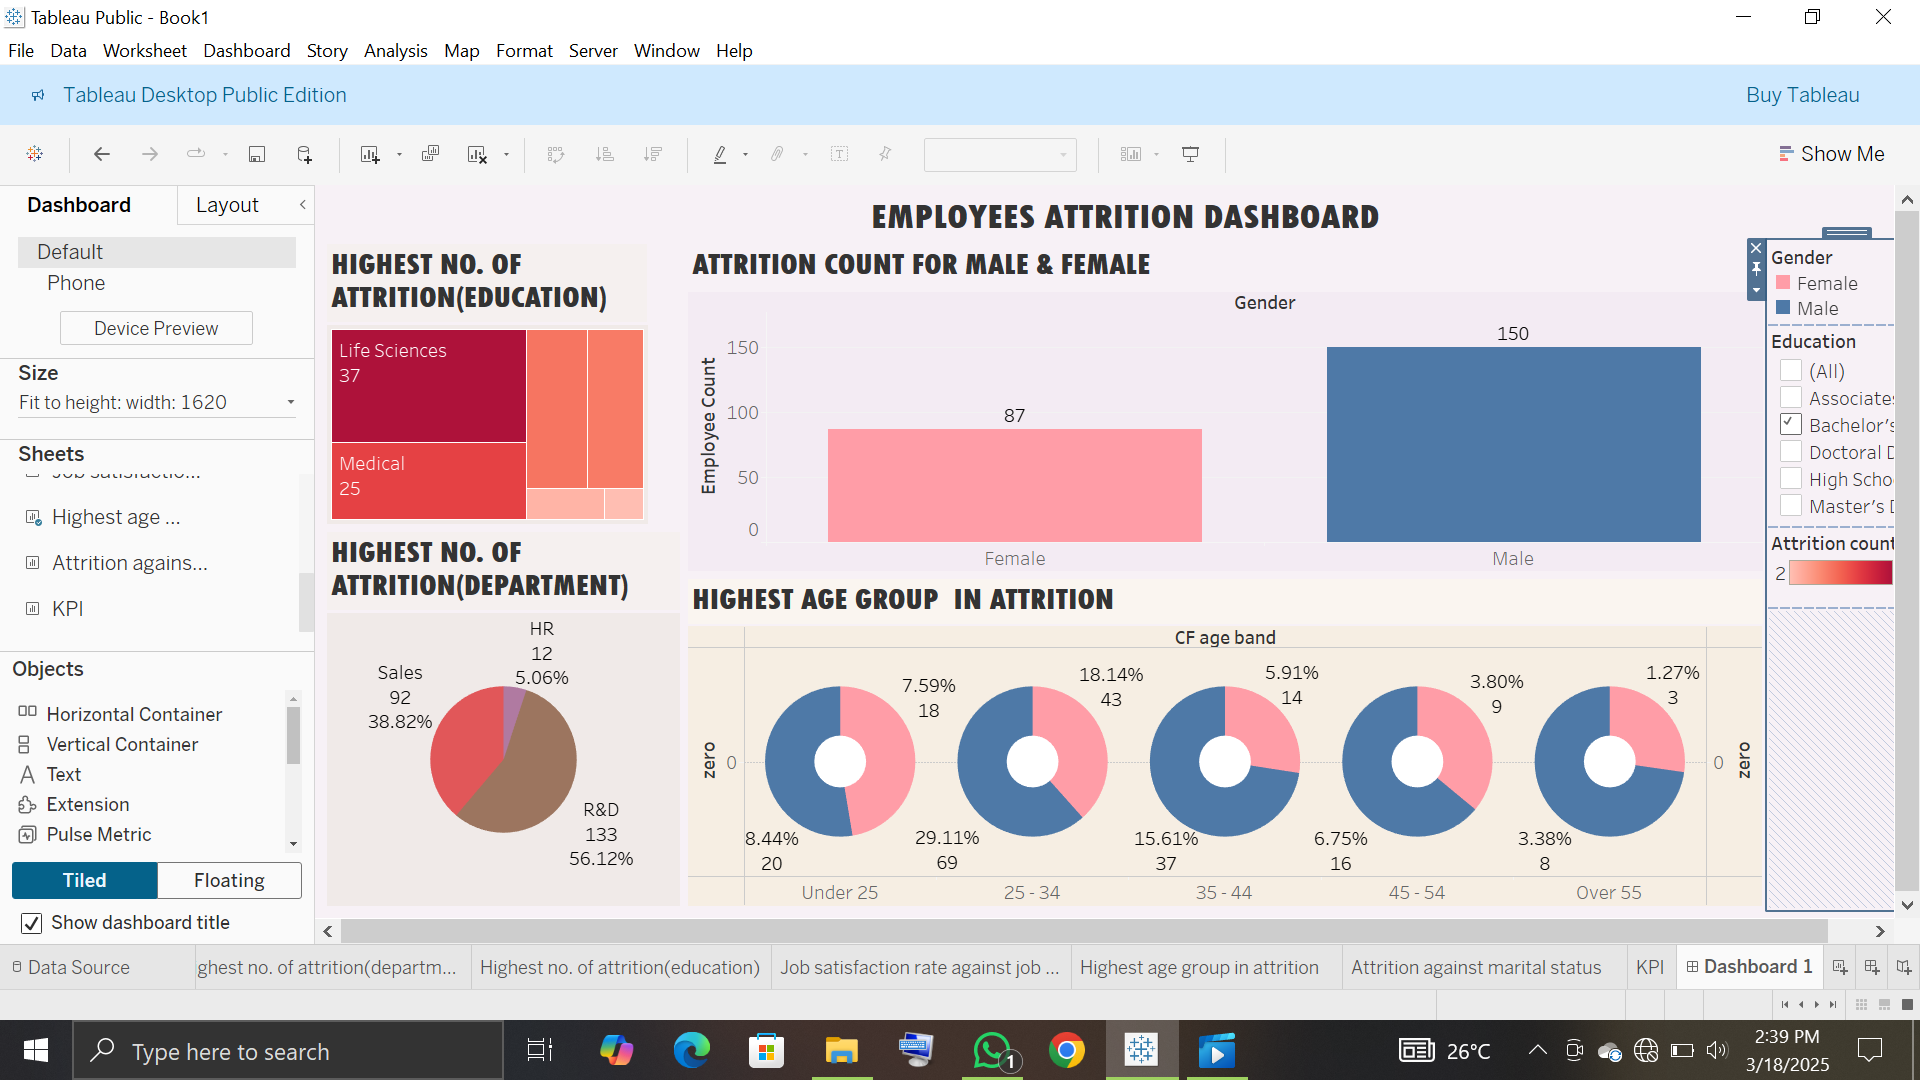 Tableau Public - Book1
File Data Worksheet Dashboard Story Analysis Map Format Server Window Help
Tableau Desktop Public Edition
Buy Tableau
Show Me
Dashboard
Layout
Default
Phone
Device Preview
Size
Fit to height: width: 1620
Sheets
Job satisfactio...
Highest age ...
Attrition agains...
KPI
Objects
Horizontal Container
Vertical Container
Text
Extension
Pulse Metric
Tiled
Floating
Show dashboard title
EMPLOYEES ATTRITION DASHBOARD
HIGHEST NO. OF
ATTRITION(EDUCATION)
Life Sciences
37
Medical
25
HIGHEST NO. OF
ATTRITION(DEPARTMENT)
HR
12
5.06%
Sales
92
38.82%
R&D
133
56.12%
ATTRITION COUNT FOR MALE & FEMALE
Gender
Employee Count
150
100
50
0
87
150
Female
Male
HIGHEST AGE GROUP  IN ATTRITION
CF age band
zero
0
7.59%
18
18.14%
43
5.91%
14
3.80%
9
1.27%
3
8.44%
20
29.11%
69
15.61%
37
6.75%
16
3.38%
8
0
zero
Under 25
25 - 34
35 - 44
45 - 54
Over 55
Gender
Female
Male
Education
(All)
Associates
Bachelor's
Doctoral D
High Scho
Master's D
Attrition count
2
Data Source
ghest no. of attrition(departm...
Highest no. of attrition(education)
Job satisfaction rate against job ...
Highest age group in attrition
Attrition against marital status
KPI
Dashboard 1
Type here to search
1
26°C
2:39 PM
3/18/2025